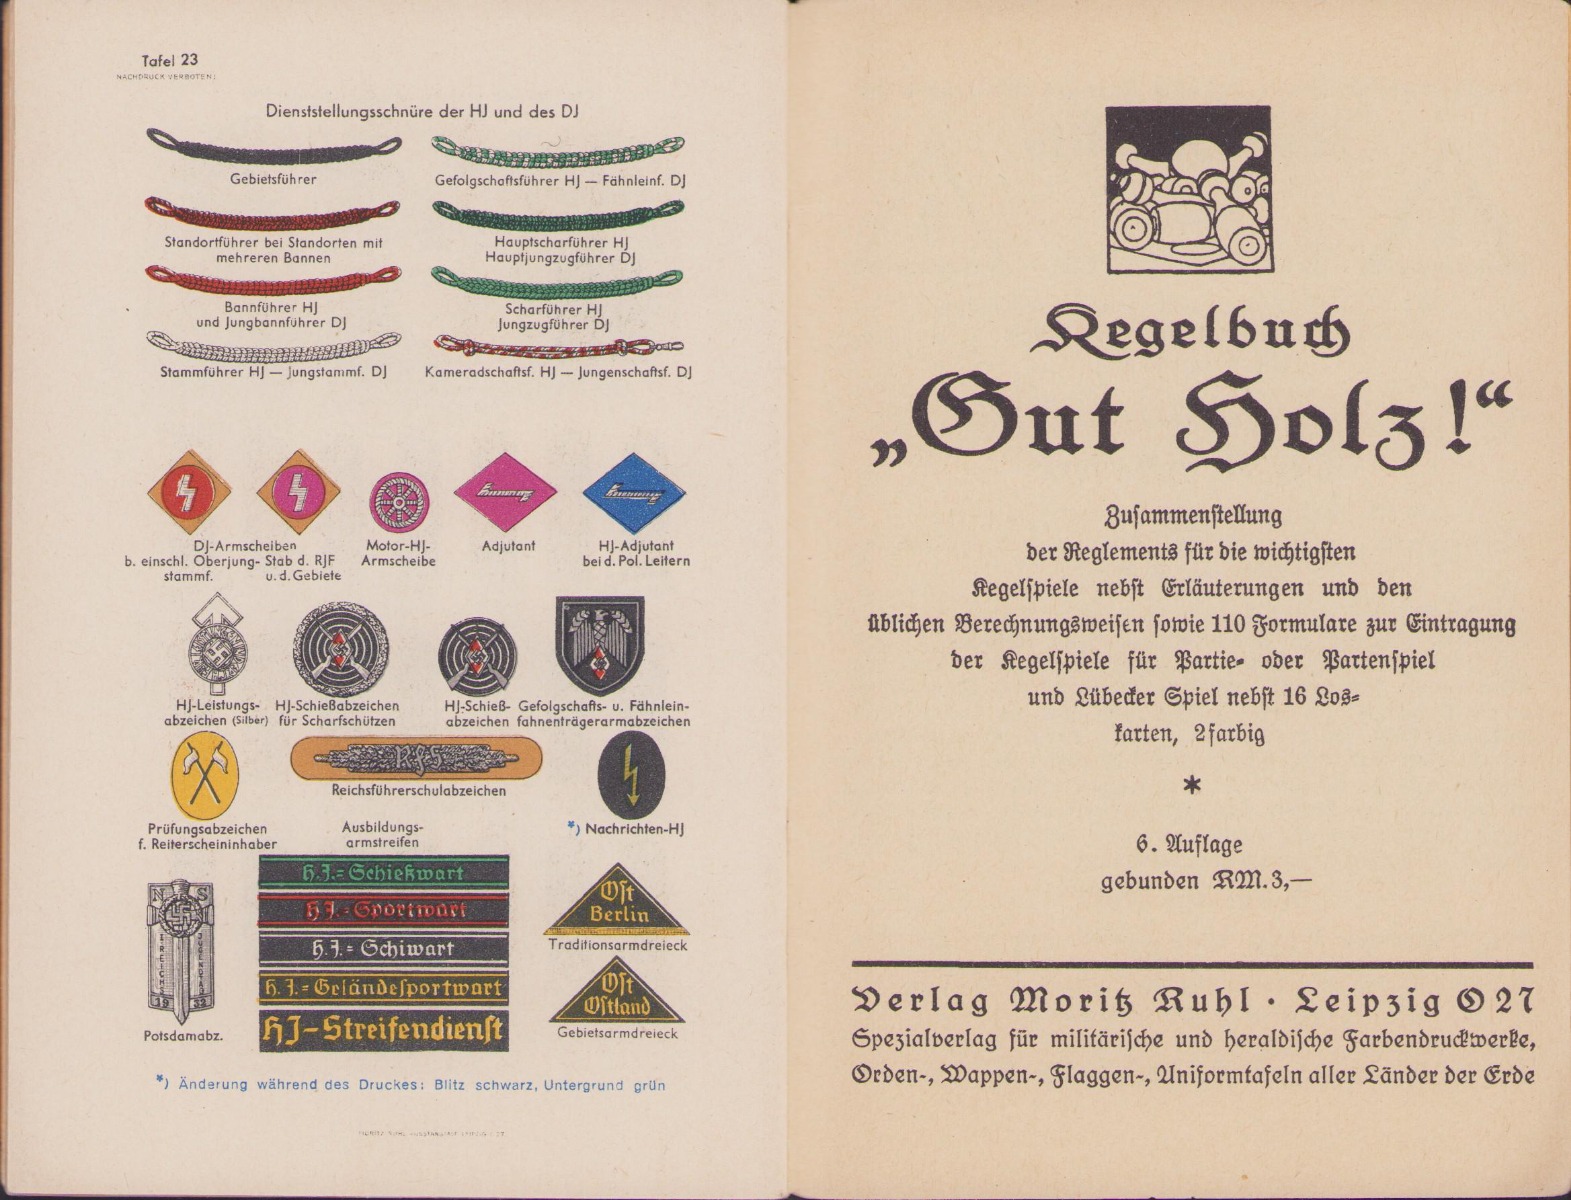 Tafel 23
NACHDRUCK VERBOTEN!
Dienststellungsschnüre der HJ und des DJ
Gebietsführer
Gefolgschaftsführer HJ — Fähnleinf. DJ
Standortführer bei Standorten mit
mehreren Bannen
Hauptscharführer HJ
Hauptjungzugführer DJ
Bannführer HJ
und Jungbannführer DJ
Scharführer HJ
Jungzugführer DJ
Stammführer HJ — Jungstammf. DJ
Kameradschaftsf. HJ — Jungenschaftsf. DJ
DJ-Armscheiben
b. einschl. Oberjung- Stab d. RJF
stammf. u. d. Gebiete
Motor-HJ-
Armscheibe
Adjutant
HJ-Adjutant
bei d. Pol. Leitern
HJ-Leistungs-
abzeichen (Silber)
HJ-Schießabzeichen
für Scharfschützen
HJ-Schieß-
abzeichen
Gefolgschafts- u. Fähnlein-
fahnenträgerarmabzeichen
RFS
Reichsführerschulabzeichen
Prüfungsabzeichen
f. Reiterscheininhaber
Ausbildungs-
armstreifen
*) Nachrichten-HJ
N S
1. REICHS
JUGENDTAG
1932
Potsdamabz.
H.J.=Schießwart
H.J.=Sportwart
H.J.=Schiwart
H.J.=Geländesportwart
HJ-Streifendienst
Ost
Berlin
Traditionsarmdreieck
Ost
Ostland
Gebietsarmdreieck
*) Änderung während des Druckes: Blitz schwarz, Untergrund grün
Kegelbuch
„Gut Holz!“
Zusammenstellung
der Reglements für die wichtigsten
Kegelspiele nebst Erläuterungen und den
üblichen Berechnungsweisen sowie 110 Formulare zur Eintragung
der Kegelspiele für Partie- oder Partenspiel
und Lübecker Spiel nebst 16 Los-
karten, 2farbig
*
6. Auflage
gebunden RM. 3,—
Verlag Moritz Ruhl · Leipzig O 27
Spezialverlag für militärische und heraldische Farbendruckwerke,
Orden-, Wappen-, Flaggen-, Uniformtafeln aller Länder der Erde